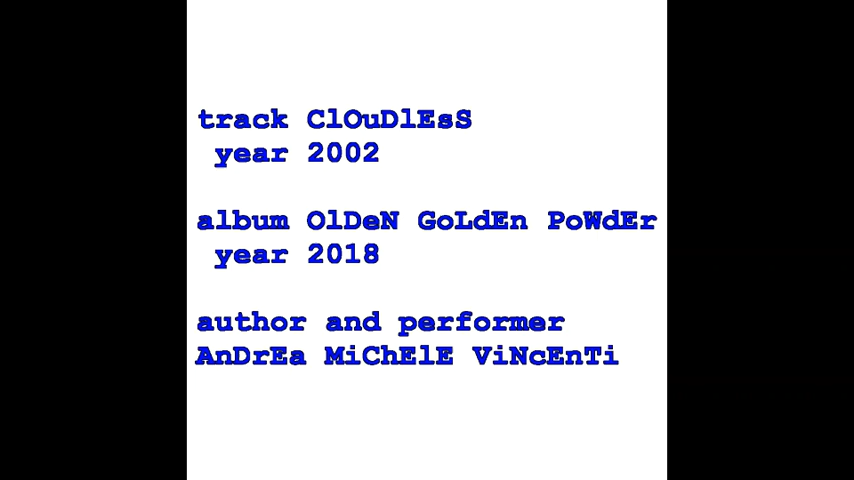 track ClOuDlEsS
year 2002
album OlDeN GoLdEn PoWdEr
year 2018
author and performer
AnDrEa MiChElE ViNcEnTi